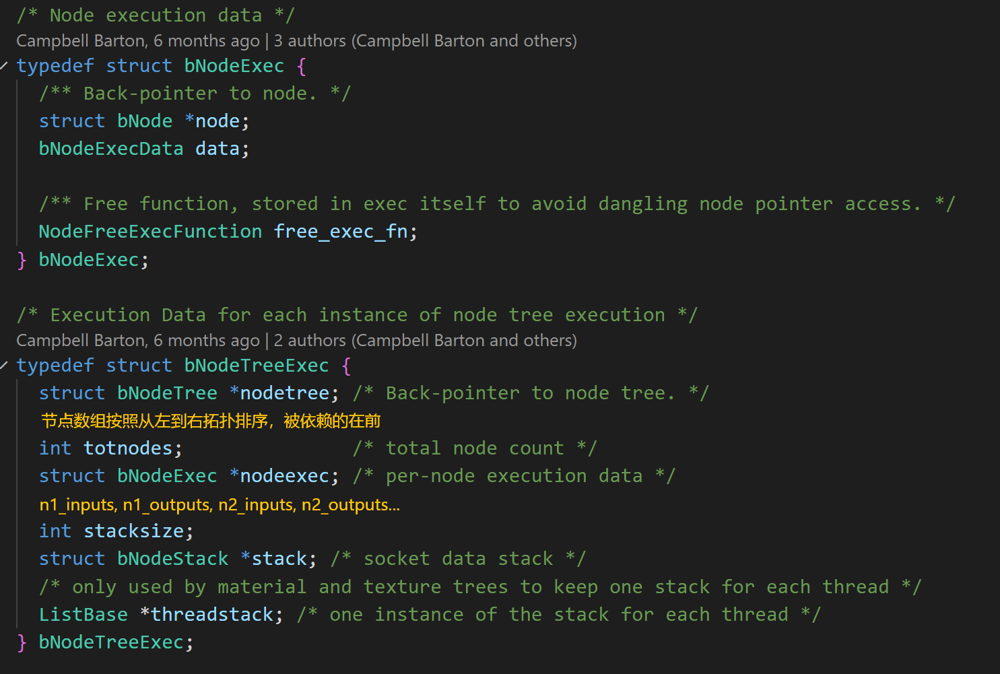 /* Node execution data */
Campbell Barton, 6 months ago | 3 authors (Campbell Barton and others)
typedef struct bNodeExec {
/** Back-pointer to node. */
struct bNode *node;
bNodeExecData data;
/** Free function, stored in exec itself to avoid dangling node pointer access. */
NodeFreeExecFunction free_exec_fn;
} bNodeExec;
/* Execution Data for each instance of node tree execution */
Campbell Barton, 6 months ago | 2 authors (Campbell Barton and others)
typedef struct bNodeTreeExec {
struct bNodeTree *nodetree; /* Back-pointer to node tree. */
节点数组按照从左到右拓扑排序，被依赖的在前
int totnodes; /* total node count */
struct bNodeExec *nodeexec; /* per-node execution data */
n1_inputs, n1_outputs, n2_inputs, n2_outputs...
int stacksize;
struct bNodeStack *stack; /* socket data stack */
/* only used by material and texture trees to keep one stack for each thread */
ListBase *threadstack; /* one instance of the stack for each thread */
} bNodeTreeExec;